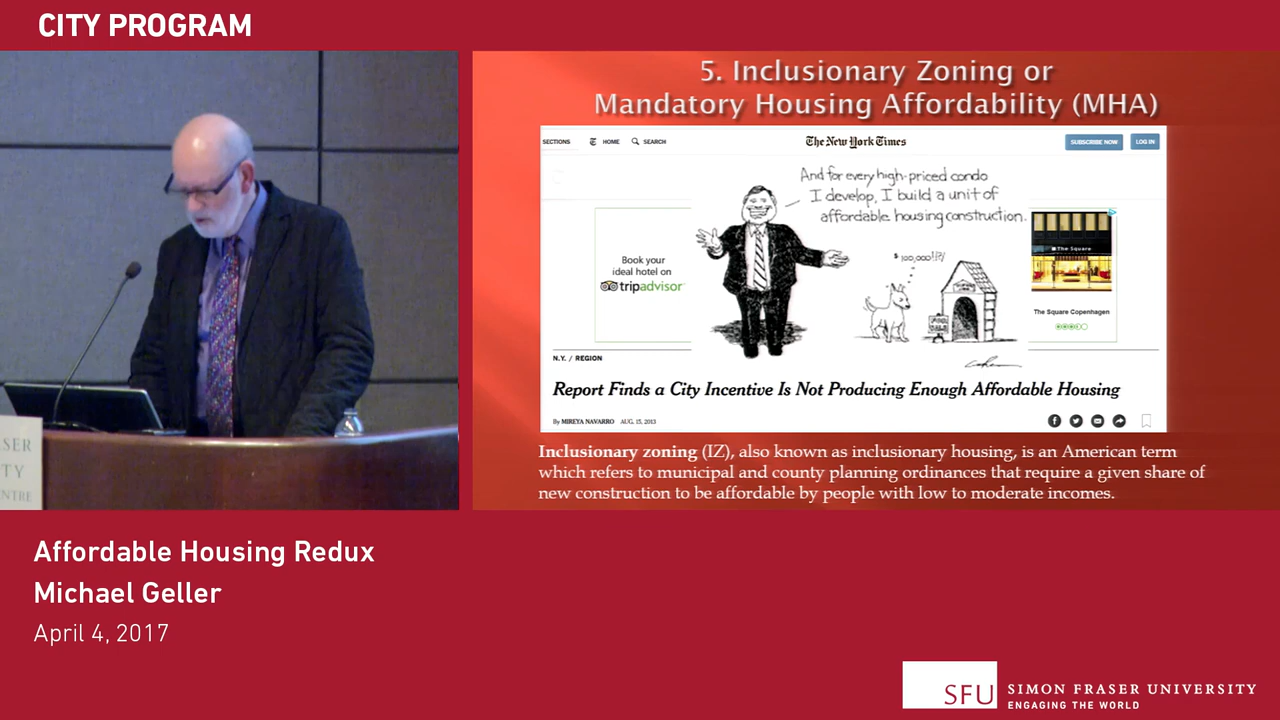 CITY PROGRAM
5. Inclusionary Zoning or
Mandatory Housing Affordability (MHA)
SECTIONS
HOME
SEARCH
The New York Times
SUBSCRIBE NOW
LOG IN
And for every high-priced condo
I develop, I build a unit of
affordable housing construction.
$100,000!?/
Book your
ideal hotel on
tripadvisor
The Square
The Square Copenhagen
N.Y. / REGION
Report Finds a City Incentive Is Not Producing Enough Affordable Housing
By MIREYA NAVARRO AUG. 15, 2013
Inclusionary zoning (IZ), also known as inclusionary housing, is an American term
which refers to municipal and county planning ordinances that require a given share of
new construction to be affordable by people with low to moderate incomes.
ASER
TY
NTRE
Affordable Housing Redux
Michael Geller
April 4, 2017
SFU
SIMON FRASER UNIVERSITY
ENGAGING THE WORLD